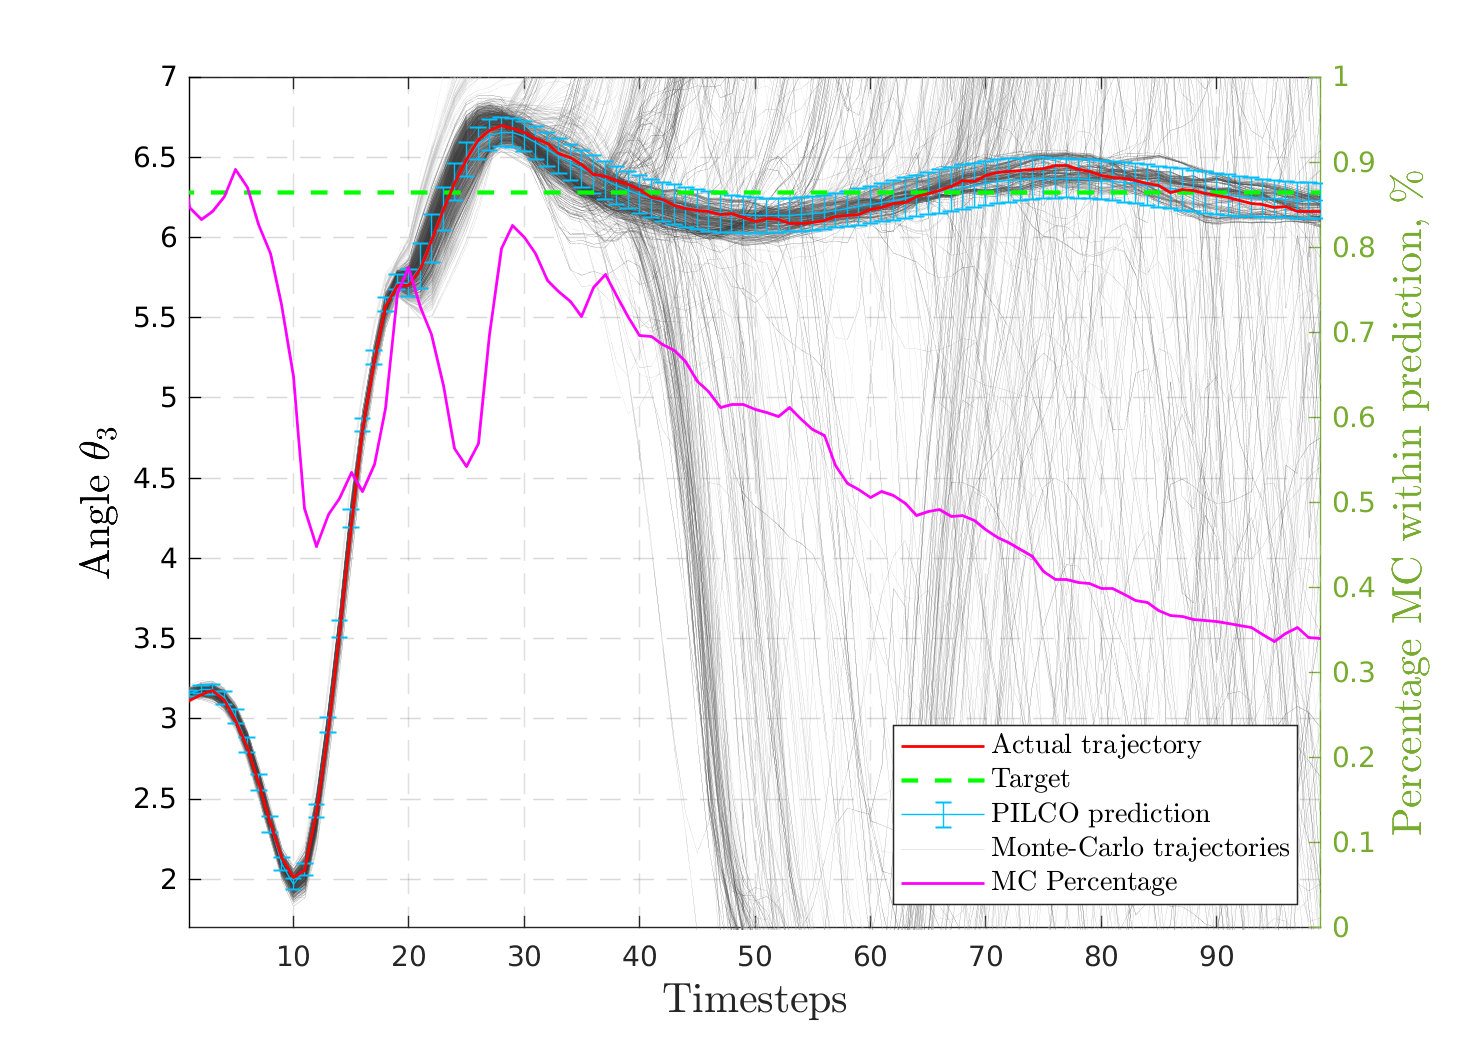 7
6.5
6
5.5
5
4.5
4
3.5
3
2.5
2
Angle θ3
1
0.9
0.8
0.7
0.6
0.5
0.4
0.3
0.2
0.1
0
Percentage MC within prediction, %
Actual trajectory
Target
PILCO prediction
Monte-Carlo trajectories
MC Percentage
10 20 30 40 50 60 70 80 90
Timesteps